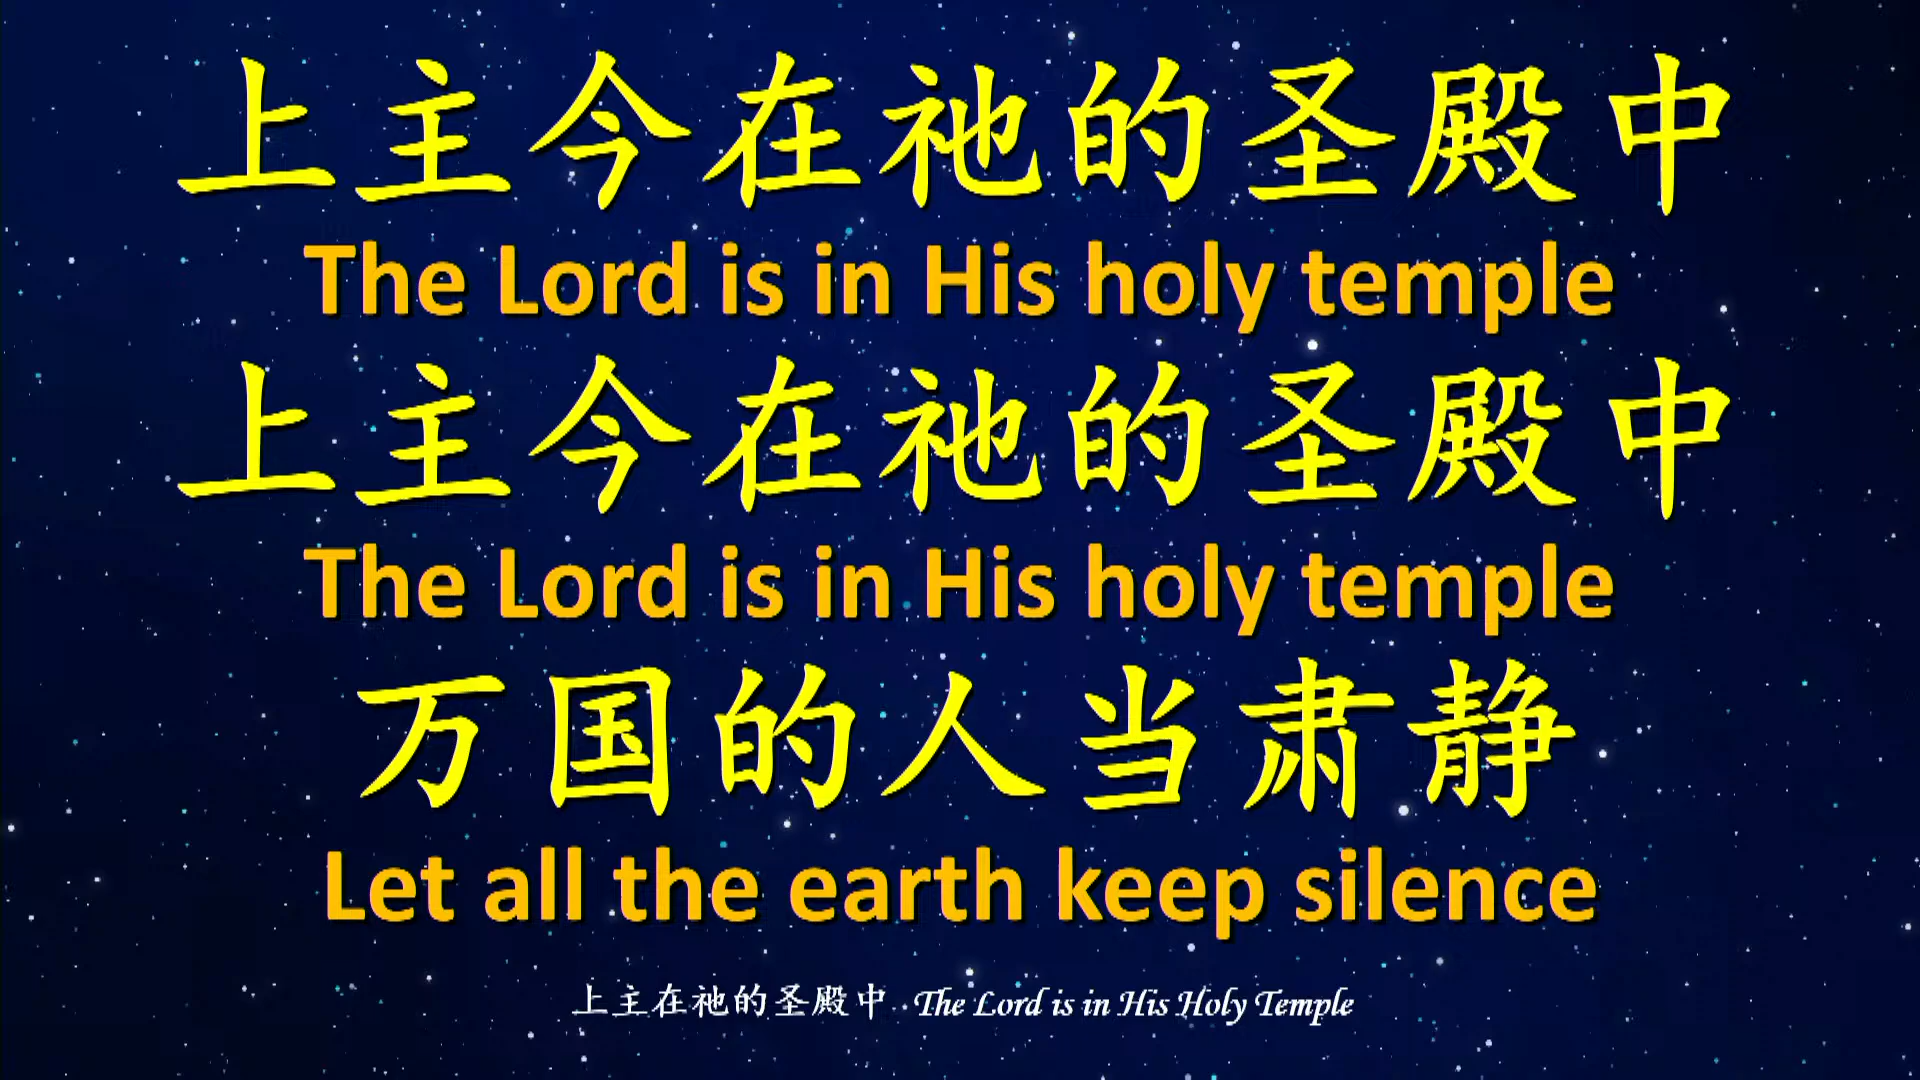 上主今在祂的圣殿中
The Lord is in His holy temple
上主今在祂的圣殿中
The Lord is in His holy temple
万国的人当肃静
Let all the earth keep silence
上主在祂的圣殿中 The Lord is in His Holy Temple